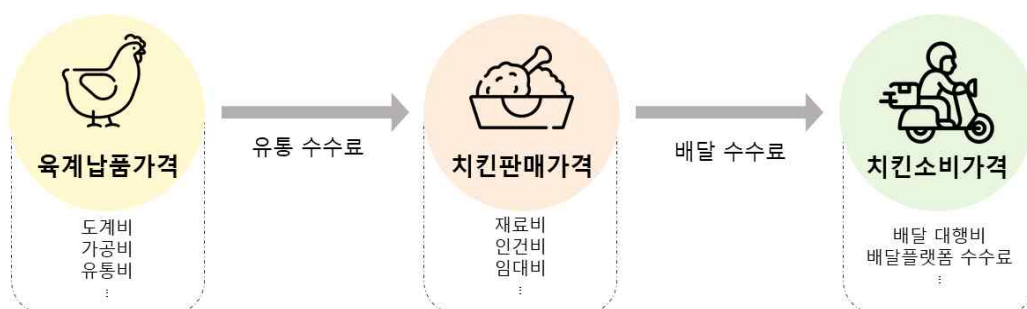 유통 수수료
배달 수수료
육계납품가격
치킨판매가격
치킨소비가격
도계비
가공비
유통비
⋮
재료비
인건비
임대비
⋮
배달 대행비
배달플랫폼 수수료
⋮